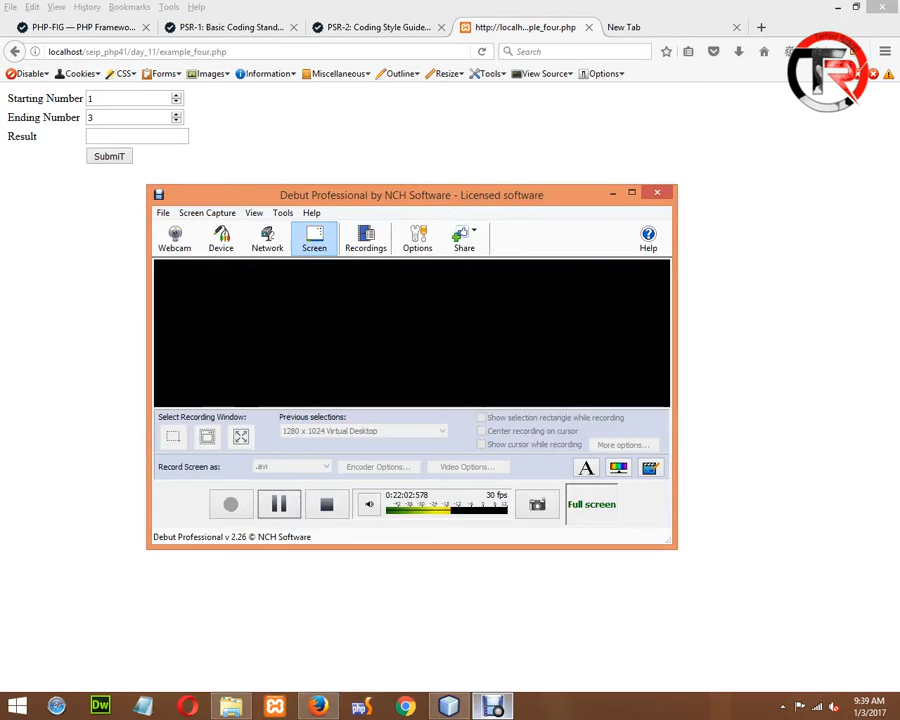 File Edit View History Bookmarks Tools Help
PHP-FIG — PHP Framewo...
PSR-1: Basic Coding Stand...
PSR-2: Coding Style Guide...
http://localh...ple_four.php
New Tab
localhost/seip_php41/day_11/example_four.php
Search
Disable
Cookies
CSS
Forms
Images
Information
Miscellaneous
Outline
Resize
Tools
View Source
Options
Starting Number 1
Ending Number 3
Result
SubmiT
Debut Professional by NCH Software - Licensed software
File Screen Capture View Tools Help
Webcam Device Network Screen Recordings Options Share Help
Select Recording Window: Previous selections:
Show selection rectangle while recording
1280 x 1024 Virtual Desktop
Center recording on cursor
Show cursor while recording
More options...
Record Screen as: .avi Encoder Options... Video Options...
0:22:02:578 30 fps
Full screen
Debut Professional v 2.26 © NCH Software
Dw
9:39 AM
1/3/2017